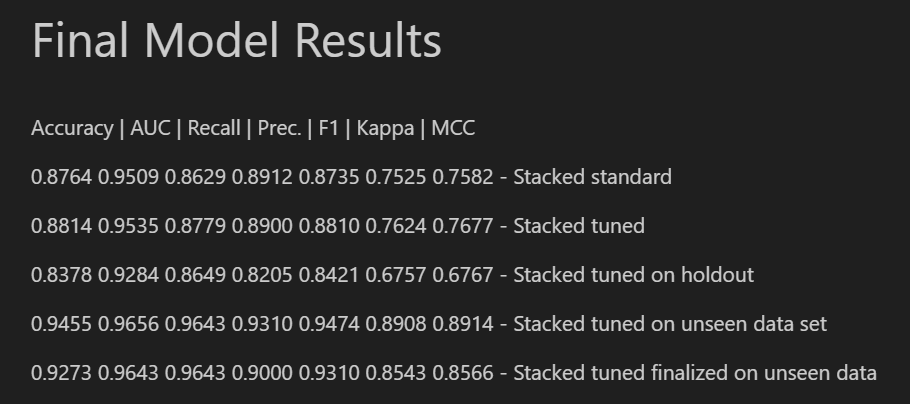 Final Model Results
Accuracy | AUC | Recall | Prec. | F1 | Kappa | MCC
0.8764 0.9509 0.8629 0.8912 0.8735 0.7525 0.7582 - Stacked standard
0.8814 0.9535 0.8779 0.8900 0.8810 0.7624 0.7677 - Stacked tuned
0.8378 0.9284 0.8649 0.8205 0.8421 0.6757 0.6767 - Stacked tuned on holdout
0.9455 0.9656 0.9643 0.9310 0.9474 0.8908 0.8914 - Stacked tuned on unseen data set
0.9273 0.9643 0.9643 0.9000 0.9310 0.8543 0.8566 - Stacked tuned finalized on unseen data